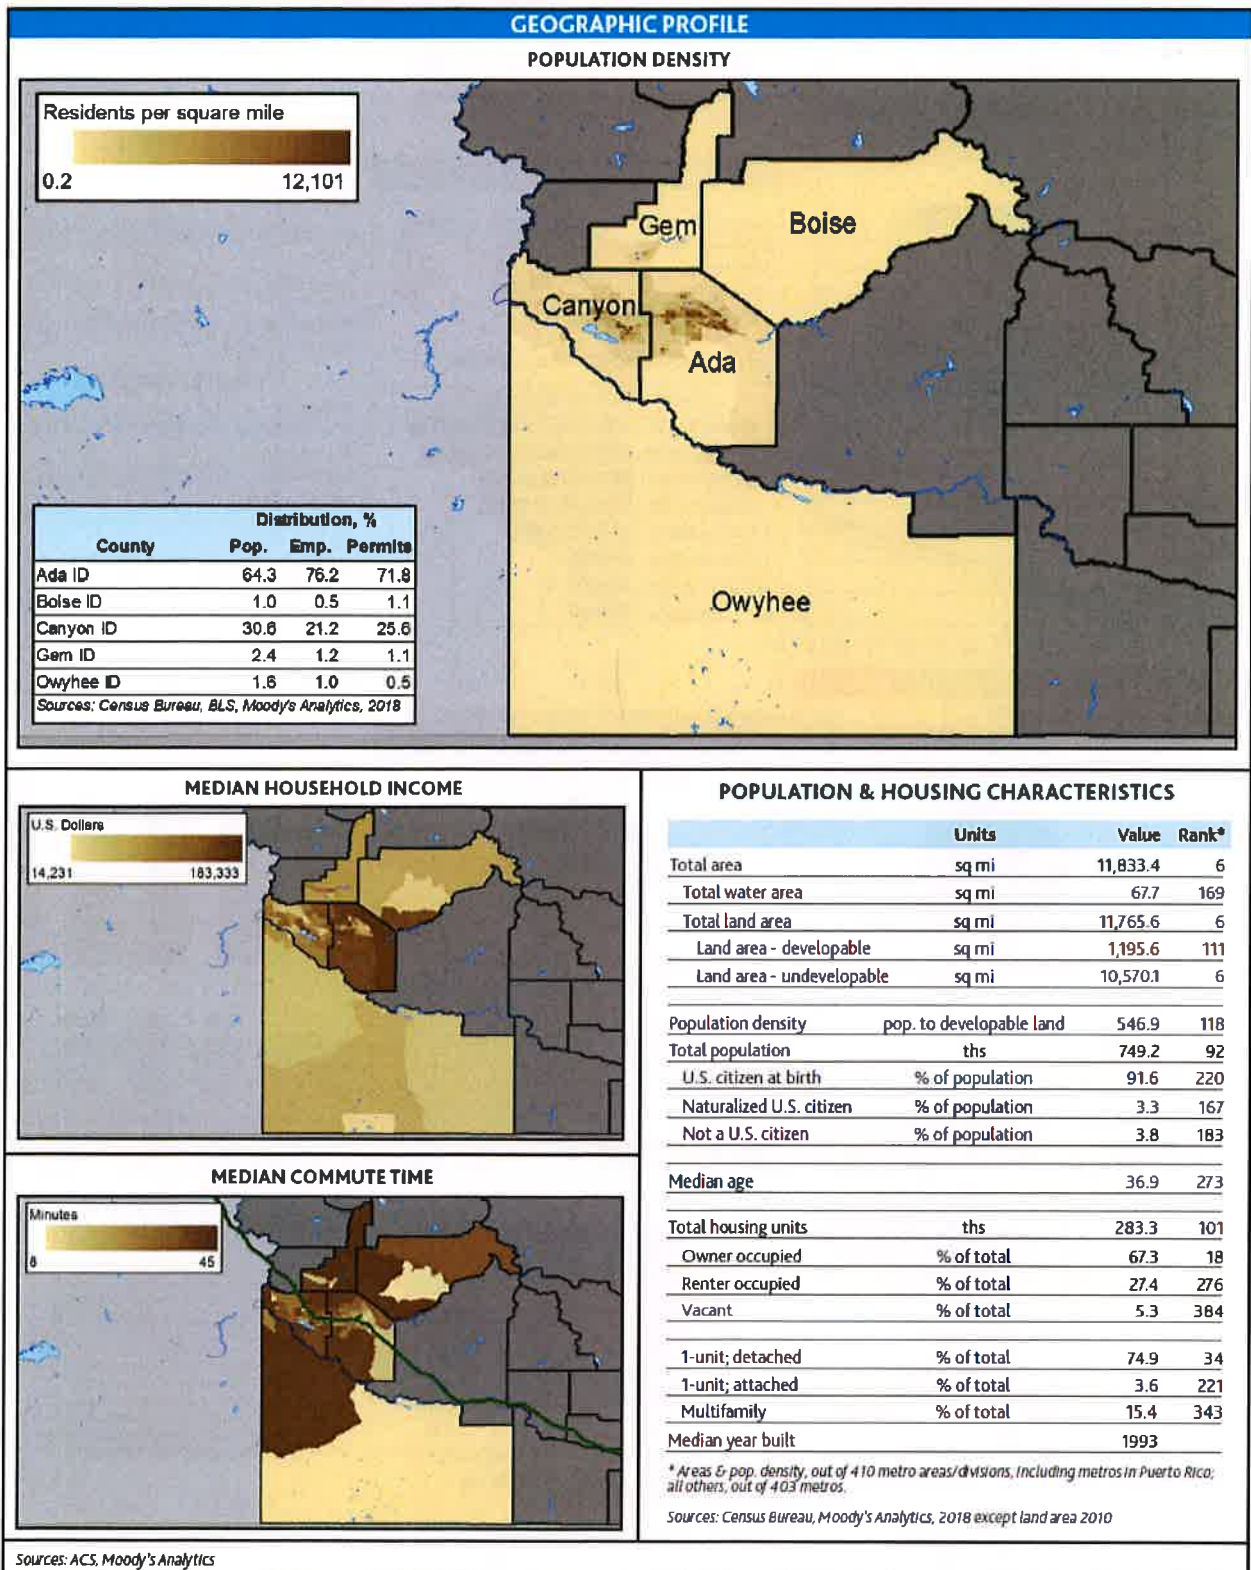 GEOGRAPHIC PROFILE
POPULATION DENSITY
Residents per square mile
0.2 12,101
Gem
Boise
Canyon
Ada
Owyhee
Distribution, %
County Pop. Emp. Permits
Ada ID 64.3 76.2 71.8
Boise ID 1.0 0.5 1.1
Canyon ID 30.6 21.2 25.6
Gem ID 2.4 1.2 1.1
Owyhee ID 1.6 1.0 0.5
Sources: Census Bureau, BLS, Moody's Analytics, 2018
MEDIAN HOUSEHOLD INCOME
U.S. Dollars
14,231 183,333
MEDIAN COMMUTE TIME
Minutes
8 45
POPULATION & HOUSING CHARACTERISTICS
Units Value Rank*
Total area sq mi 11,833.4 6
Total water area sq mi 67.7 169
Total land area sq mi 11,765.6 6
Land area - developable sq mi 1,195.6 111
Land area - undevelopable sq mi 10,570.1 6
Population density pop. to developable land 546.9 118
Total population ths 749.2 92
U.S. citizen at birth % of population 91.6 220
Naturalized U.S. citizen % of population 3.3 167
Not a U.S. citizen % of population 3.8 183
Median age 36.9 273
Total housing units ths 283.3 101
Owner occupied % of total 67.3 18
Renter occupied % of total 27.4 276
Vacant % of total 5.3 384
1-unit; detached % of total 74.9 34
1-unit; attached % of total 3.6 221
Multifamily % of total 15.4 343
Median year built 1993
* Areas & pop. density, out of 410 metro areas/divisions, including metros in Puerto Rico;
all others, out of 403 metros.
Sources: Census Bureau, Moody's Analytics, 2018 except land area 2010
Sources: ACS, Moody's Analytics